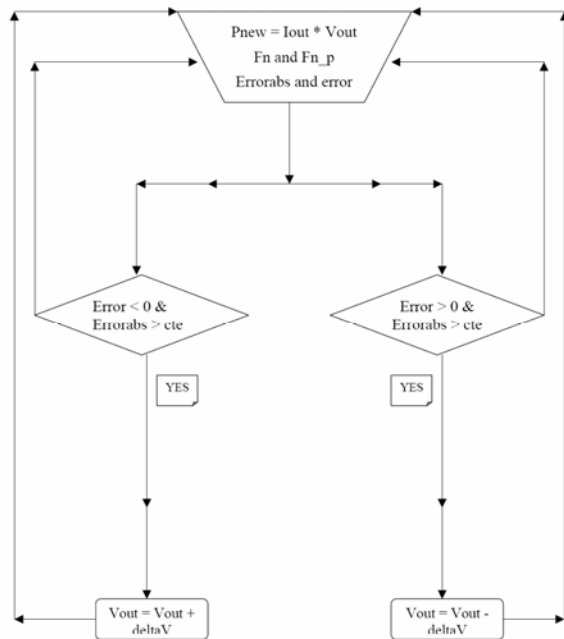 Pnew = Iout * Vout
Fn and Fn_p
Errorabs and error
Error < 0 &
Errorabs > cte
Error > 0 &
Errorabs > cte
YES
YES
Vout = Vout +
deltaV
Vout = Vout -
deltaV